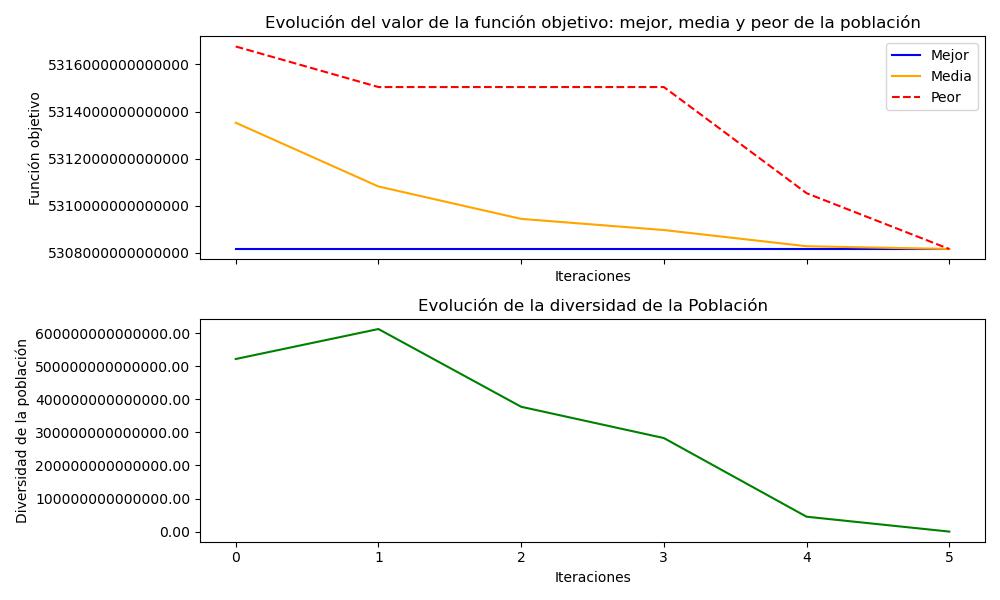 Evolución del valor de la función objetivo: mejor, media y peor de la población
Función objetivo
5316000000000000
5314000000000000
5312000000000000
5310000000000000
5308000000000000
Mejor
Media
Peor
Iteraciones
Evolución de la diversidad de la Población
Diversidad de la población
600000000000000.00
500000000000000.00
400000000000000.00
300000000000000.00
200000000000000.00
100000000000000.00
0.00
0 1 2 3 4 5
Iteraciones